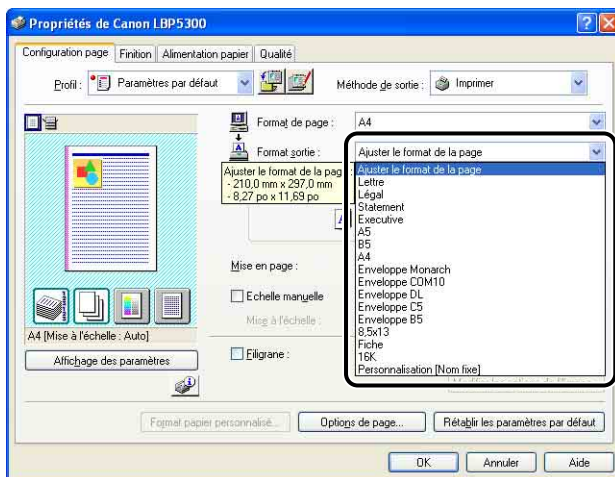 Propriétés de Canon LBP5300
Configuration page Finition Alimentation papier Qualité
Profil : Paramètres par défaut Méthode de sortie : Imprimer
Format de page : A4
Format sortie : Ajuster le format de la page
Ajuster le format de la page :
- 210,0 mm x 297,0 mm
- 8,27 po x 11,69 po
Ajuster le format de la page
Lettre
Légal
Statement
Executive
A5
B5
A4
Enveloppe Monarch
Enveloppe COM10
Enveloppe DL
Enveloppe C5
Enveloppe B5
8,5x13
Fiche
16K
Personnalisation [Nom fixe]
Mise en page :
Echelle manuelle
Mise à l'échelle :
A4 [Mise à l'échelle : Auto]
Affichage des paramètres
Filigrane :
Format papier personnalisé... Options de page... Rétablir les paramètres par défaut
OK Annuler Aide